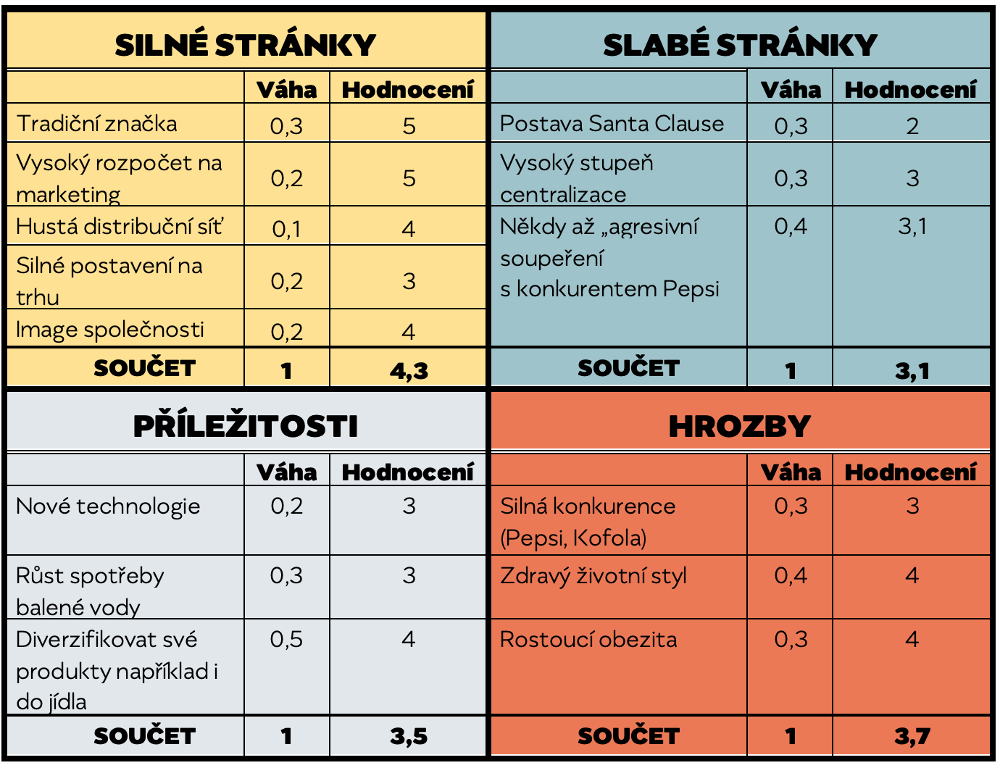 SILNÉ STRÁNKY
Váha Hodnocení
Tradiční značka 0,3 5
Vysoký rozpočet na
marketing 0,2 5
Hustá distribuční síť 0,1 4
Silné postavení na
trhu 0,2 3
Image společnosti 0,2 4
SOUČET 1 4,3
SLABÉ STRÁNKY
Váha Hodnocení
Postava Santa Clause 0,3 2
Vysoký stupeň
centralizace 0,3 3
Někdy až „agresivní 0,4 3,1
soupeření
s konkurentem Pepsi
SOUČET 1 3,1
PŘÍLEŽITOSTI
Váha Hodnocení
Nové technologie 0,2 3
Růst spotřeby 0,3 3
balené vody
Diverzifikovat své 0,5 4
produkty například i
do jídla
SOUČET 1 3,5
HROZBY
Váha Hodnocení
Silná konkurence 0,3 3
(Pepsi, Kofola)
Zdravý životní styl 0,4 4
Rostoucí obezita 0,3 4
SOUČET 1 3,7